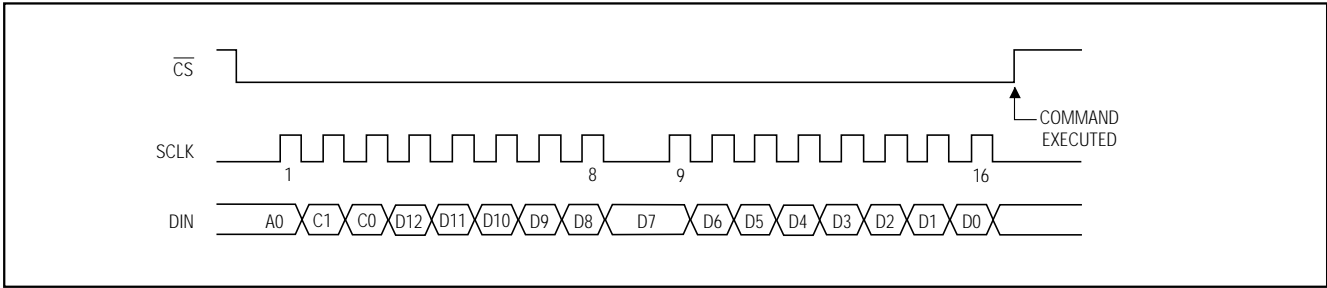 CS
COMMAND
EXECUTED
SCLK
1 8 9 16
DIN A0 C1 C0 D12 D11 D10 D9 D8 D7 D6 D5 D4 D3 D2 D1 D0